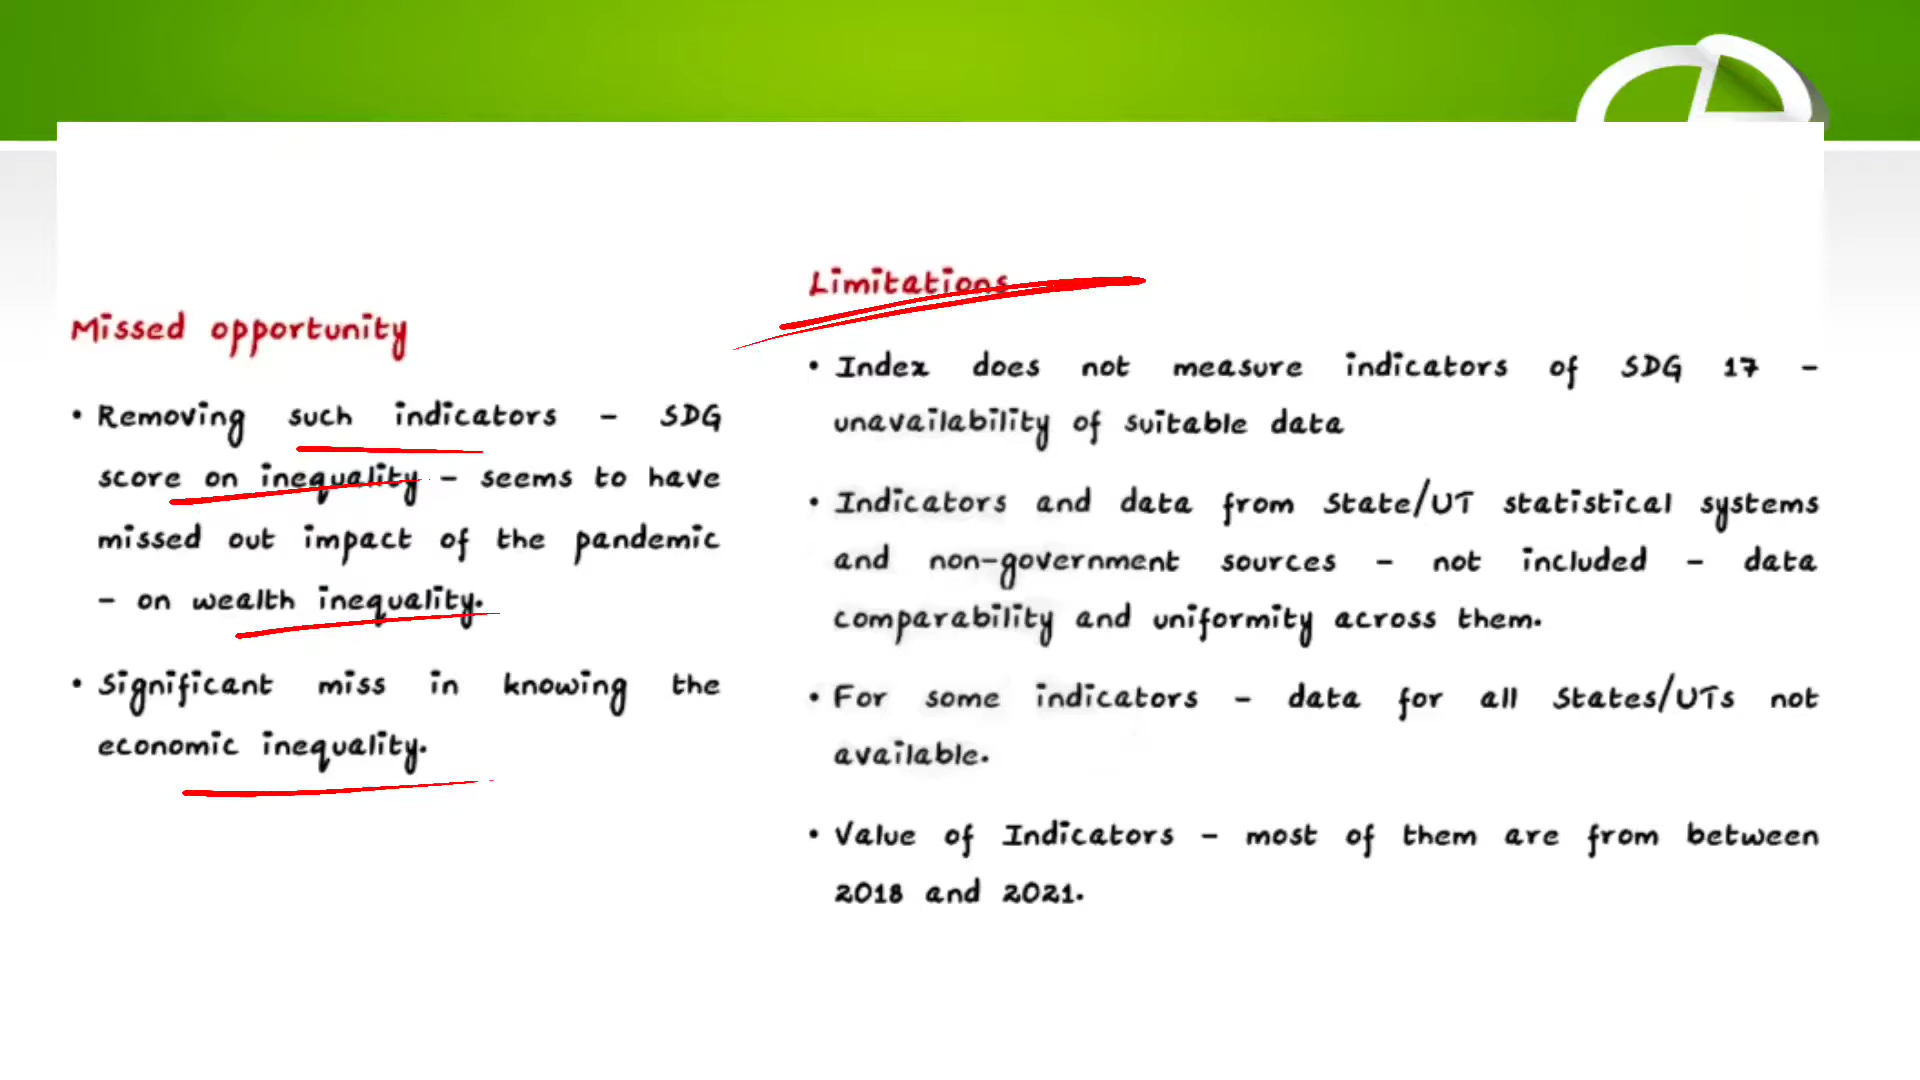 Missed opportunity
• Removing such indicators – SDG
score on inequality – seems to have
missed out impact of the pandemic
– on wealth inequality.
• Significant miss in knowing the
economic inequality.
Limitations
• Index does not measure indicators of SDG 17 –
unavailability of suitable data
• Indicators and data from State/UT statistical systems
and non-government sources – not included – data
comparability and uniformity across them.
• For some indicators – data for all States/UTs not
available.
• Value of Indicators – most of them are from between
2018 and 2021.